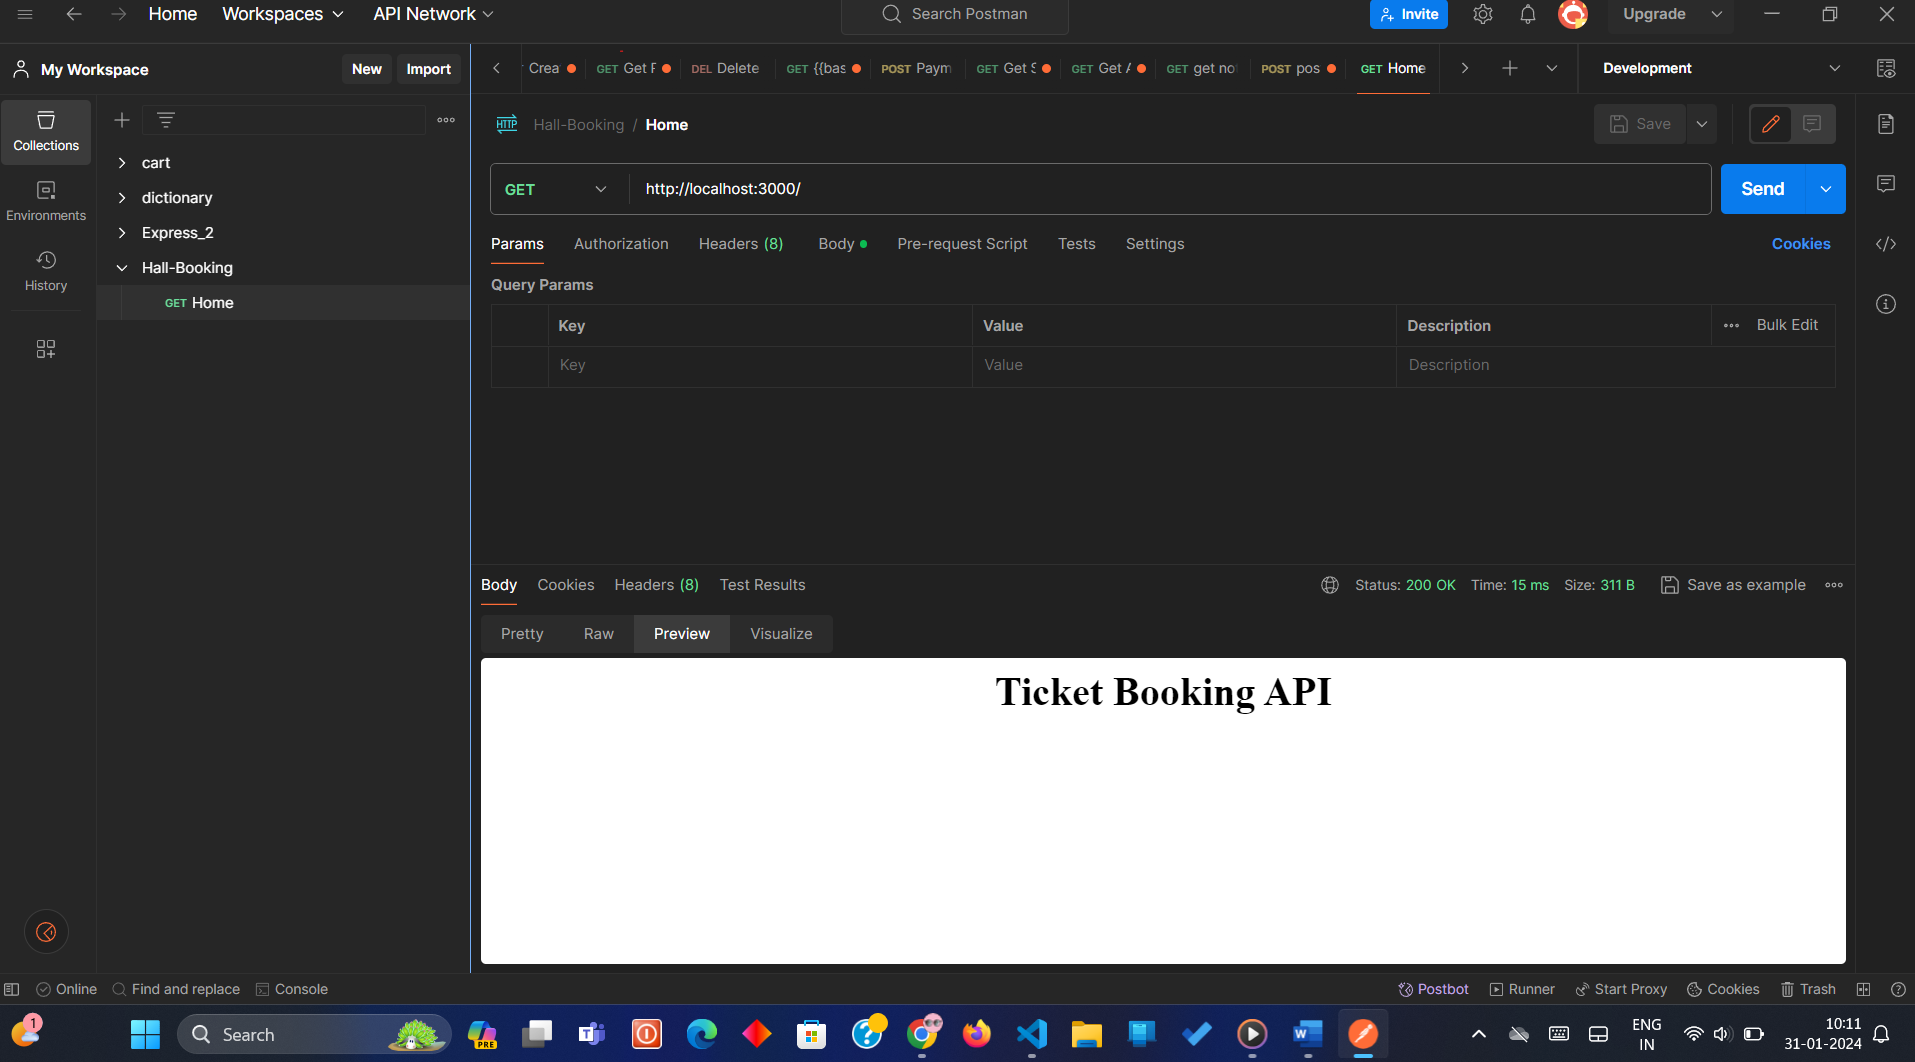 Home Workspaces API Network Search Postman Invite Upgrade
My Workspace New Import
Crea GET Get F DEL Delete GET {{bas POST Paym GET Get S GET Get A GET get no POST pos GET Home Development
Collections
Environments
History
cart
dictionary
Express_2
Hall-Booking
GET Home
HTTP Hall-Booking / Home Save
GET http://localhost:3000/ Send
Params Authorization Headers (8) Body Pre-request Script Tests Settings Cookies
Query Params
Key Value Description Bulk Edit
Key Value Description
Body Cookies Headers (8) Test Results Status: 200 OK Time: 15 ms Size: 311 B Save as example
Pretty Raw Preview Visualize
Ticket Booking API
Online Find and replace Console Postbot Runner Start Proxy Cookies Trash
1 Search PRE ENG IN 10:11
31-01-2024